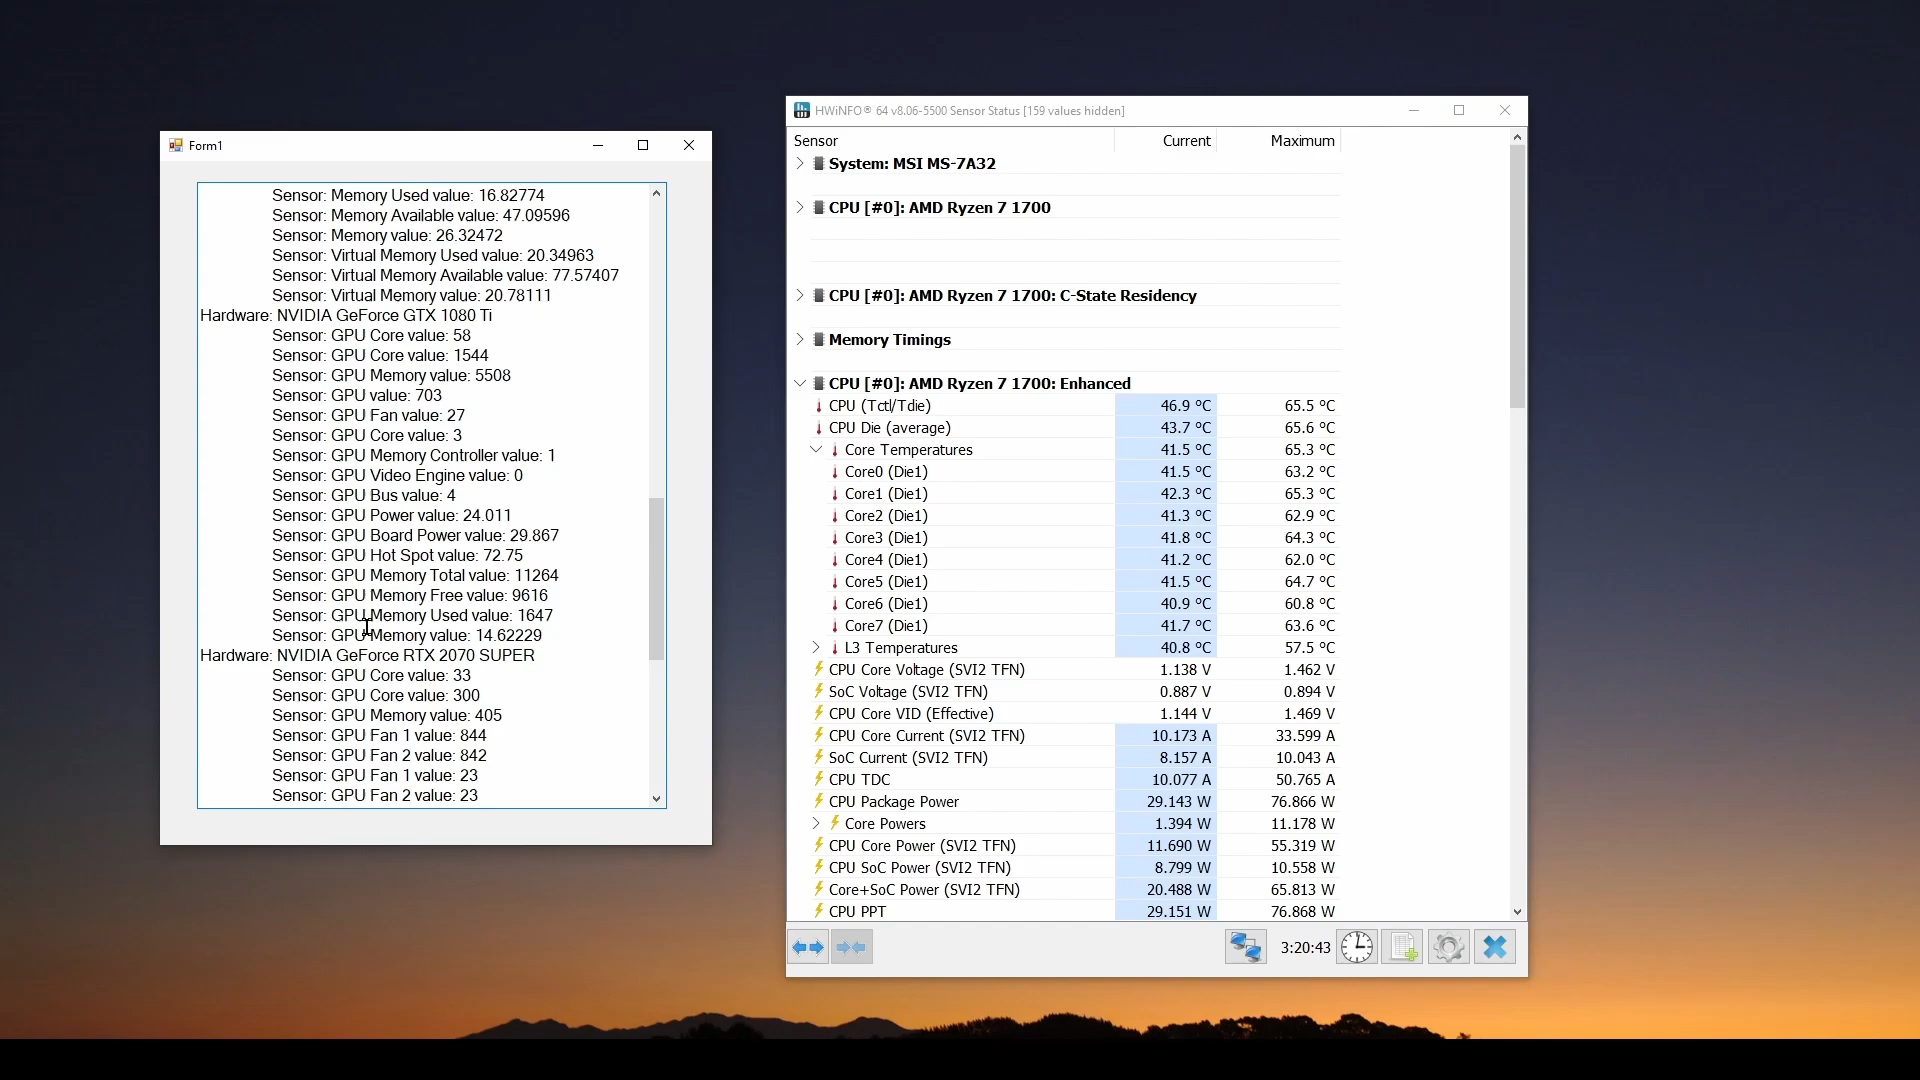 Form1
Sensor: Memory Used value: 16.82774
Sensor: Memory Available value: 47.09596
Sensor: Memory value: 26.32472
Sensor: Virtual Memory Used value: 20.34963
Sensor: Virtual Memory Available value: 77.57407
Sensor: Virtual Memory value: 20.78111
Hardware: NVIDIA GeForce GTX 1080 Ti
Sensor: GPU Core value: 58
Sensor: GPU Core value: 1544
Sensor: GPU Memory value: 5508
Sensor: GPU value: 703
Sensor: GPU Fan value: 27
Sensor: GPU Core value: 3
Sensor: GPU Memory Controller value: 1
Sensor: GPU Video Engine value: 0
Sensor: GPU Bus value: 4
Sensor: GPU Power value: 24.011
Sensor: GPU Board Power value: 29.867
Sensor: GPU Hot Spot value: 72.75
Sensor: GPU Memory Total value: 11264
Sensor: GPU Memory Free value: 9616
Sensor: GPU Memory Used value: 1647
Sensor: GPU Memory value: 14.62229
Hardware: NVIDIA GeForce RTX 2070 SUPER
Sensor: GPU Core value: 33
Sensor: GPU Core value: 300
Sensor: GPU Memory value: 405
Sensor: GPU Fan 1 value: 844
Sensor: GPU Fan 2 value: 842
Sensor: GPU Fan 1 value: 23
Sensor: GPU Fan 2 value: 23
HWiNFO® 64 v8.06-5500 Sensor Status [159 values hidden]
Sensor Current Maximum
System: MSI MS-7A32
CPU [#0]: AMD Ryzen 7 1700
CPU [#0]: AMD Ryzen 7 1700: C-State Residency
Memory Timings
CPU [#0]: AMD Ryzen 7 1700: Enhanced
CPU (Tctl/Tdie) 46.9 °C 65.5 °C
CPU Die (average) 43.7 °C 65.6 °C
Core Temperatures 41.5 °C 65.3 °C
Core0 (Die1) 41.5 °C 63.2 °C
Core1 (Die1) 42.3 °C 65.3 °C
Core2 (Die1) 41.3 °C 62.9 °C
Core3 (Die1) 41.8 °C 64.3 °C
Core4 (Die1) 41.2 °C 62.0 °C
Core5 (Die1) 41.5 °C 64.7 °C
Core6 (Die1) 40.9 °C 60.8 °C
Core7 (Die1) 41.7 °C 63.6 °C
L3 Temperatures 40.8 °C 57.5 °C
CPU Core Voltage (SVI2 TFN) 1.138 V 1.462 V
SoC Voltage (SVI2 TFN) 0.887 V 0.894 V
CPU Core VID (Effective) 1.144 V 1.469 V
CPU Core Current (SVI2 TFN) 10.173 A 33.599 A
SoC Current (SVI2 TFN) 8.157 A 10.043 A
CPU TDC 10.077 A 50.765 A
CPU Package Power 29.143 W 76.866 W
Core Powers 1.394 W 11.178 W
CPU Core Power (SVI2 TFN) 11.690 W 55.319 W
CPU SoC Power (SVI2 TFN) 8.799 W 10.558 W
Core+SoC Power (SVI2 TFN) 20.488 W 65.813 W
CPU PPT 29.151 W 76.868 W
3:20:43